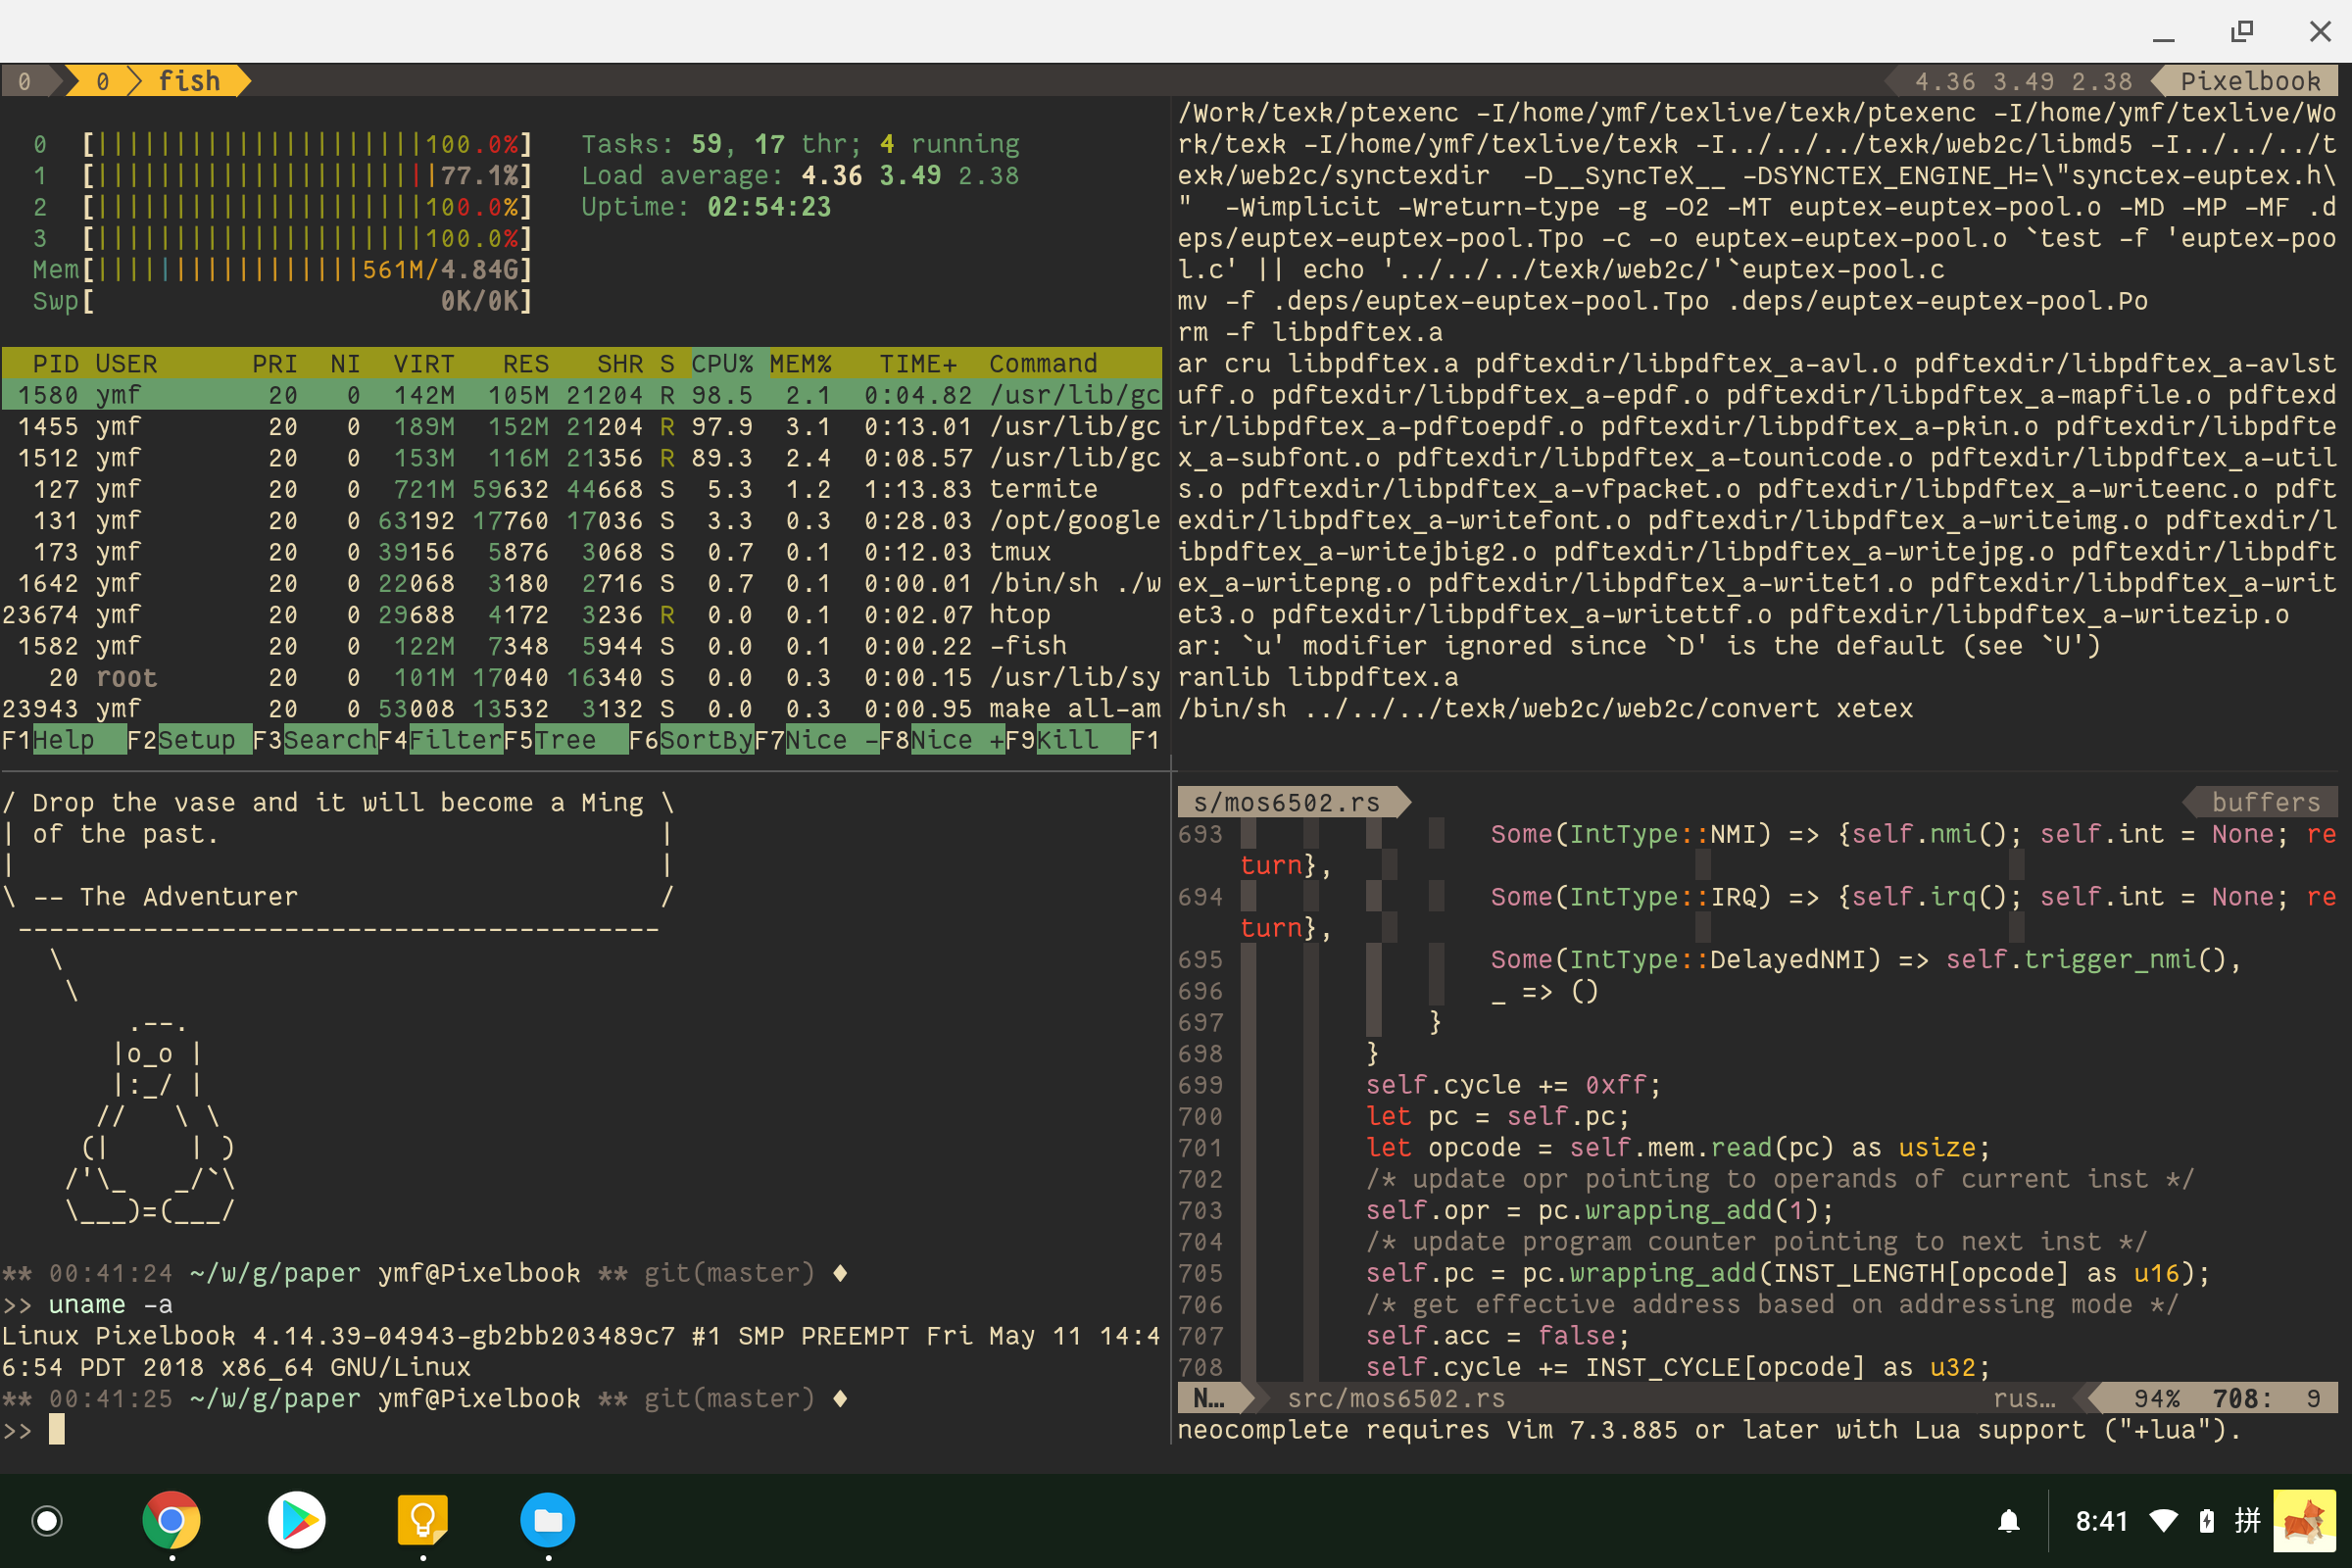 0 0 fish 4.36 3.49 2.38 Pixelbook
0 [||||||||||||||||||||||100.0%] Tasks: 59, 17 thr; 4 running
1 [||||||||||||||||||||||77.1%] Load average: 4.36 3.49 2.38
2 [||||||||||||||||||||||100.0%] Uptime: 02:54:23
3 [||||||||||||||||||||||100.0%]
Mem[|||||||||||||||||561M/4.84G]
Swp[ 0K/0K]
PID USER PRI NI VIRT RES SHR S CPU% MEM% TIME+ Command
1580 ymf 20 0 142M 105M 21204 R 98.5 2.1 0:04.82 /usr/lib/gc
1455 ymf 20 0 189M 152M 21204 R 97.9 3.1 0:13.01 /usr/lib/gc
1512 ymf 20 0 153M 116M 21356 R 89.3 2.4 0:08.57 /usr/lib/gc
127 ymf 20 0 721M 59632 44668 S 5.3 1.2 1:13.83 termite
131 ymf 20 0 63192 17760 17036 S 3.3 0.3 0:28.03 /opt/google
173 ymf 20 0 39156 5876 3068 S 0.7 0.1 0:12.03 tmux
1642 ymf 20 0 22068 3180 2716 S 0.7 0.1 0:00.01 /bin/sh ./w
23674 ymf 20 0 29688 4172 3236 R 0.0 0.1 0:02.07 htop
1582 ymf 20 0 122M 7348 5944 S 0.0 0.1 0:00.22 -fish
20 root 20 0 101M 17040 16340 S 0.0 0.3 0:00.15 /usr/lib/sy
23943 ymf 20 0 53008 13532 3132 S 0.0 0.3 0:00.95 make all-am
F1Help F2Setup F3SearchF4FilterF5Tree F6SortByF7Nice -F8Nice +F9Kill F1
/Work/texk/ptexenc -I/home/ymf/texlive/texk/ptexenc -I/home/ymf/texlive/Wo
rk/texk -I/home/ymf/texlive/texk -I../../../texk/web2c/libmd5 -I../../../t
exk/web2c/synctexdir  -D__SyncTeX__ -DSYNCTEX_ENGINE_H=\"synctex-euptex.h\
"  -Wimplicit -Wreturn-type -g -O2 -MT euptex-euptex-pool.o -MD -MP -MF .d
eps/euptex-euptex-pool.Tpo -c -o euptex-euptex-pool.o `test -f 'euptex-poo
l.c' || echo '../../../texk/web2c/'`euptex-pool.c
mv -f .deps/euptex-euptex-pool.Tpo .deps/euptex-euptex-pool.Po
rm -f libpdftex.a
ar cru libpdftex.a pdftexdir/libpdftex_a-avl.o pdftexdir/libpdftex_a-avlst
uff.o pdftexdir/libpdftex_a-epdf.o pdftexdir/libpdftex_a-mapfile.o pdftexd
ir/libpdftex_a-pdftoepdf.o pdftexdir/libpdftex_a-pkin.o pdftexdir/libpdfte
x_a-subfont.o pdftexdir/libpdftex_a-tounicode.o pdftexdir/libpdftex_a-util
s.o pdftexdir/libpdftex_a-vfpacket.o pdftexdir/libpdftex_a-writeenc.o pdft
exdir/libpdftex_a-writefont.o pdftexdir/libpdftex_a-writeimg.o pdftexdir/l
ibpdftex_a-writejbig2.o pdftexdir/libpdftex_a-writejpg.o pdftexdir/libpdft
ex_a-writepng.o pdftexdir/libpdftex_a-writet1.o pdftexdir/libpdftex_a-writ
et3.o pdftexdir/libpdftex_a-writettf.o pdftexdir/libpdftex_a-writezip.o
ar: `u' modifier ignored since `D' is the default (see `U')
ranlib libpdftex.a
/bin/sh ../../../texk/web2c/web2c/convert xetex
/ Drop the vase and it will become a Ming \
| of the past. |
| |
\ -- The Adventurer /
 -----------------------------------------
   \
    \
        .--.
       |o_o |
       |:_/ |
      //   \ \
     (|     | )
    /'\_   _/`\
    \___)=(___/
** 00:41:24 ~/w/g/paper ymf@Pixelbook ** git(master) ♦
>> uname -a
Linux Pixelbook 4.14.39-04943-gb2bb203489c7 #1 SMP PREEMPT Fri May 11 14:4
6:54 PDT 2018 x86_64 GNU/Linux
** 00:41:25 ~/w/g/paper ymf@Pixelbook ** git(master) ♦
>>
s/mos6502.rs buffers
693 Some(IntType::NMI) => {self.nmi(); self.int = None; re
turn},
694 Some(IntType::IRQ) => {self.irq(); self.int = None; re
turn},
695 Some(IntType::DelayedNMI) => self.trigger_nmi(),
696 _ => ()
697 }
698 }
699 self.cycle += 0xff;
700 let pc = self.pc;
701 let opcode = self.mem.read(pc) as usize;
702 /* update opr pointing to operands of current inst */
703 self.opr = pc.wrapping_add(1);
704 /* update program counter pointing to next inst */
705 self.pc = pc.wrapping_add(INST_LENGTH[opcode] as u16);
706 /* get effective address based on addressing mode */
707 self.acc = false;
708 self.cycle += INST_CYCLE[opcode] as u32;
N… src/mos6502.rs rus… 94% 708: 9
neocomplete requires Vim 7.3.885 or later with Lua support ("+lua").
8:41 拼